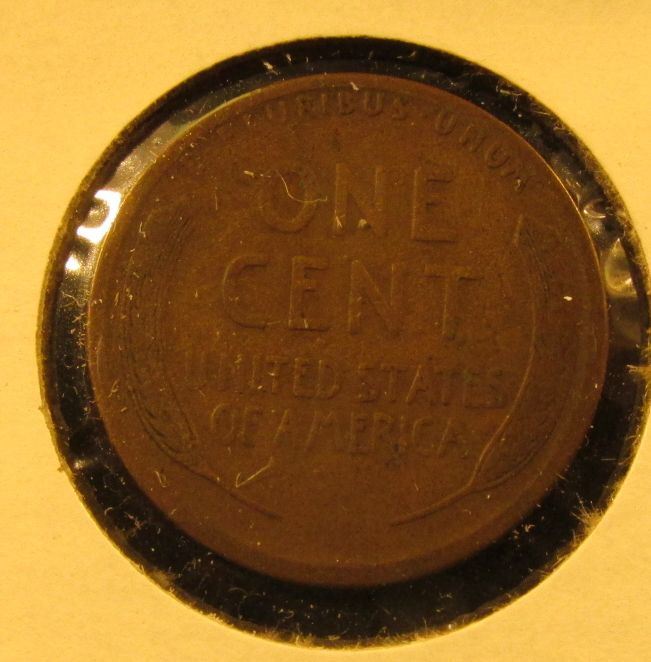 PLURIBUS · UNUM
ONE
CENT
UNITED STATES
OF AMERICA